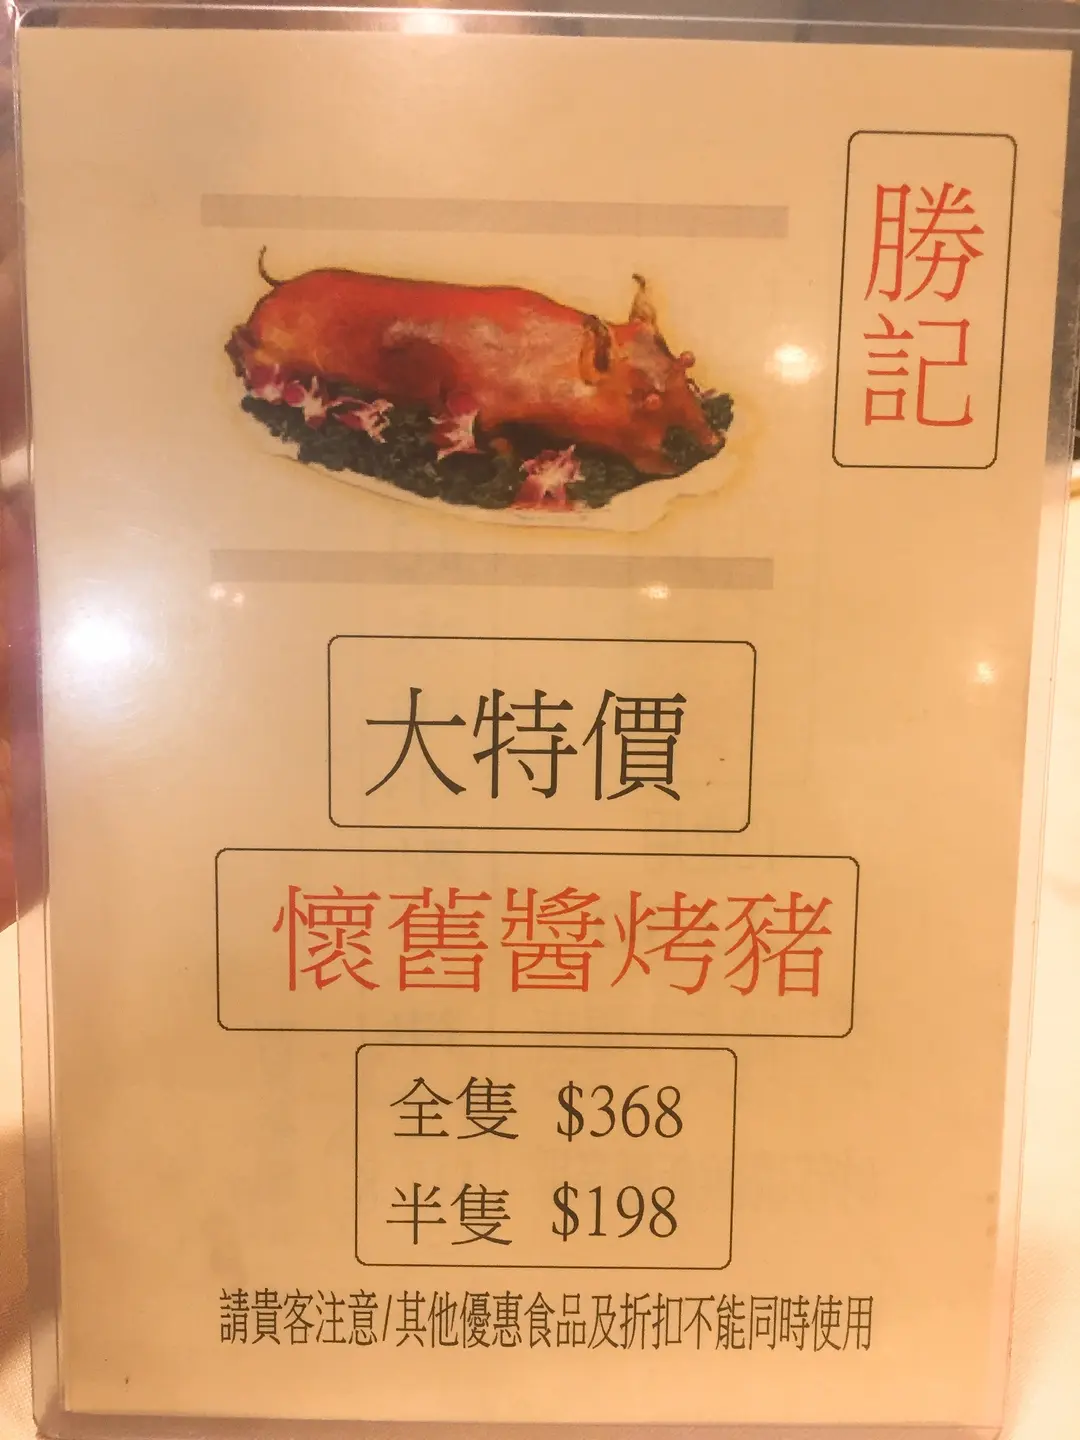 勝記
大特價
懷舊醬烤豬
全隻 $368
半隻 $198
請貴客注意/其他優惠食品及折扣不能同時使用